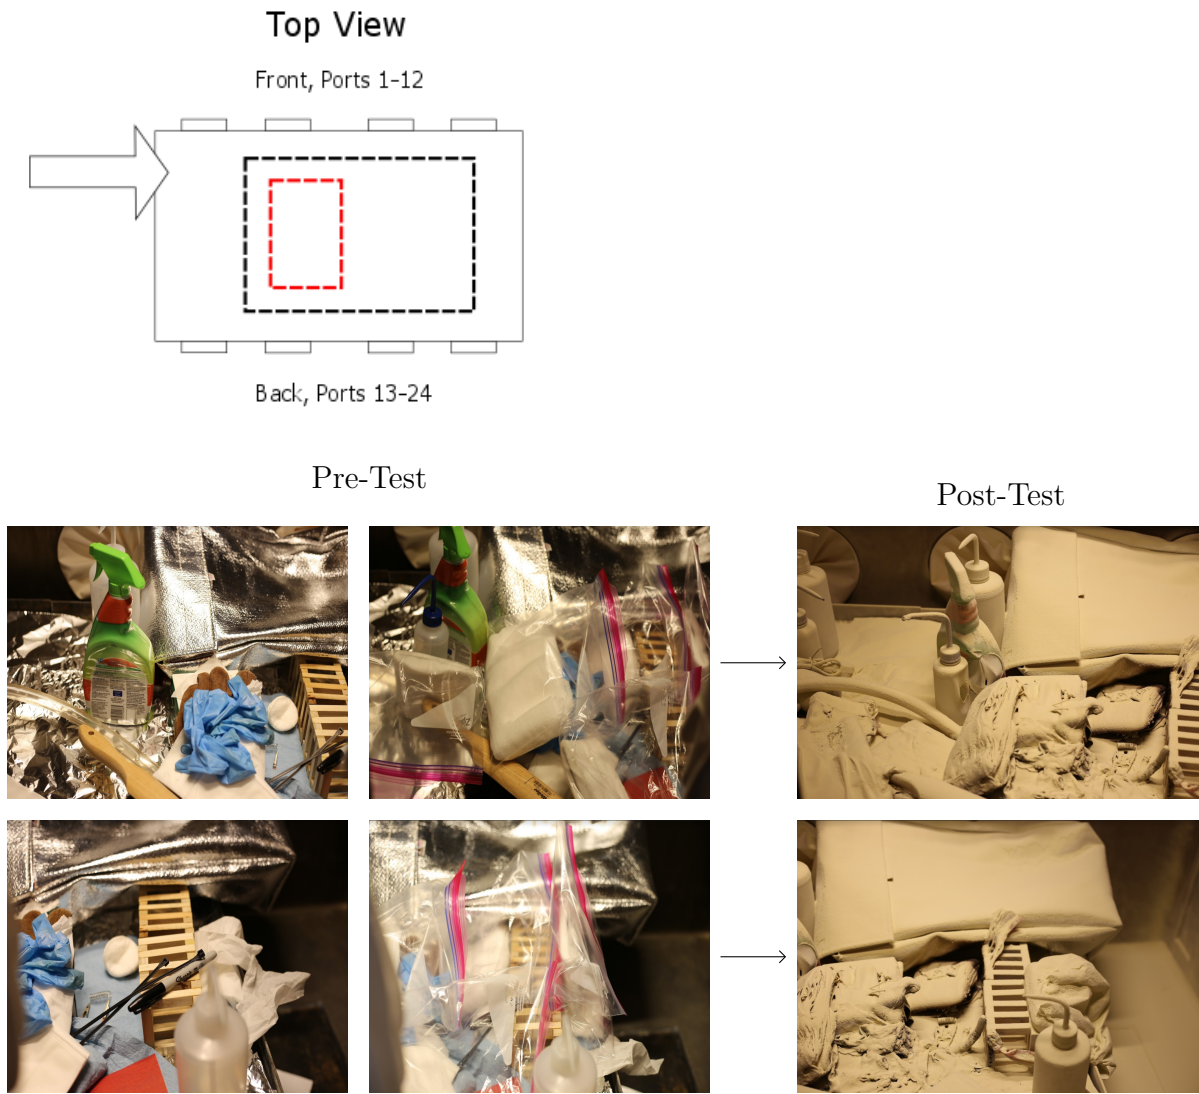 Top View
Front, Ports 1-12
Back, Ports 13-24
Pre-Test
Post-Test